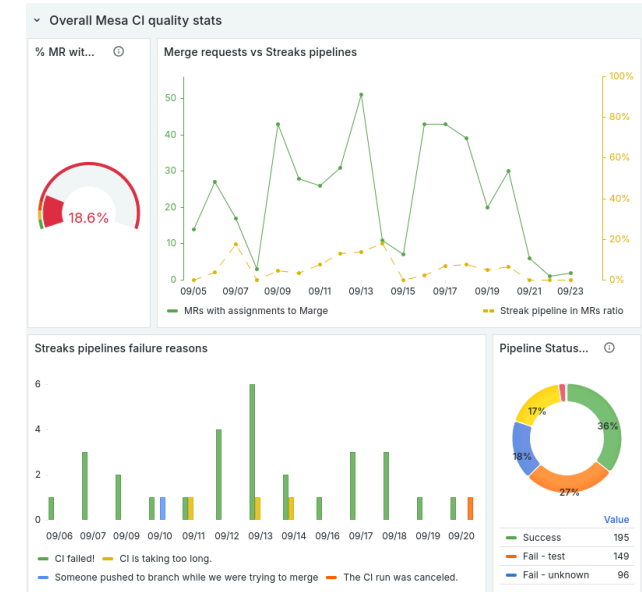 Overall Mesa CI quality stats
% MR wit...
18.6%
Merge requests vs Streaks pipelines
50
40
30
20
10
0
100%
80%
60%
40%
20%
0%
09/05 09/07 09/09 09/11 09/13 09/15 09/17 09/19 09/21 09/23
MRs with assignments to Marge
Streak pipeline in MRs ratio
Streaks pipelines failure reasons
6
4
2
0
09/06 09/07 09/09 09/10 09/11 09/12 09/13 09/14 09/16 09/17 09/18 09/19 09/20
CI failed! CI is taking too long.
Someone pushed to branch while we were trying to merge The CI run was canceled.
Pipeline Status...
17%
36%
18%
27%
Value
Success 195
Fail - test 149
Fail - unknown 96